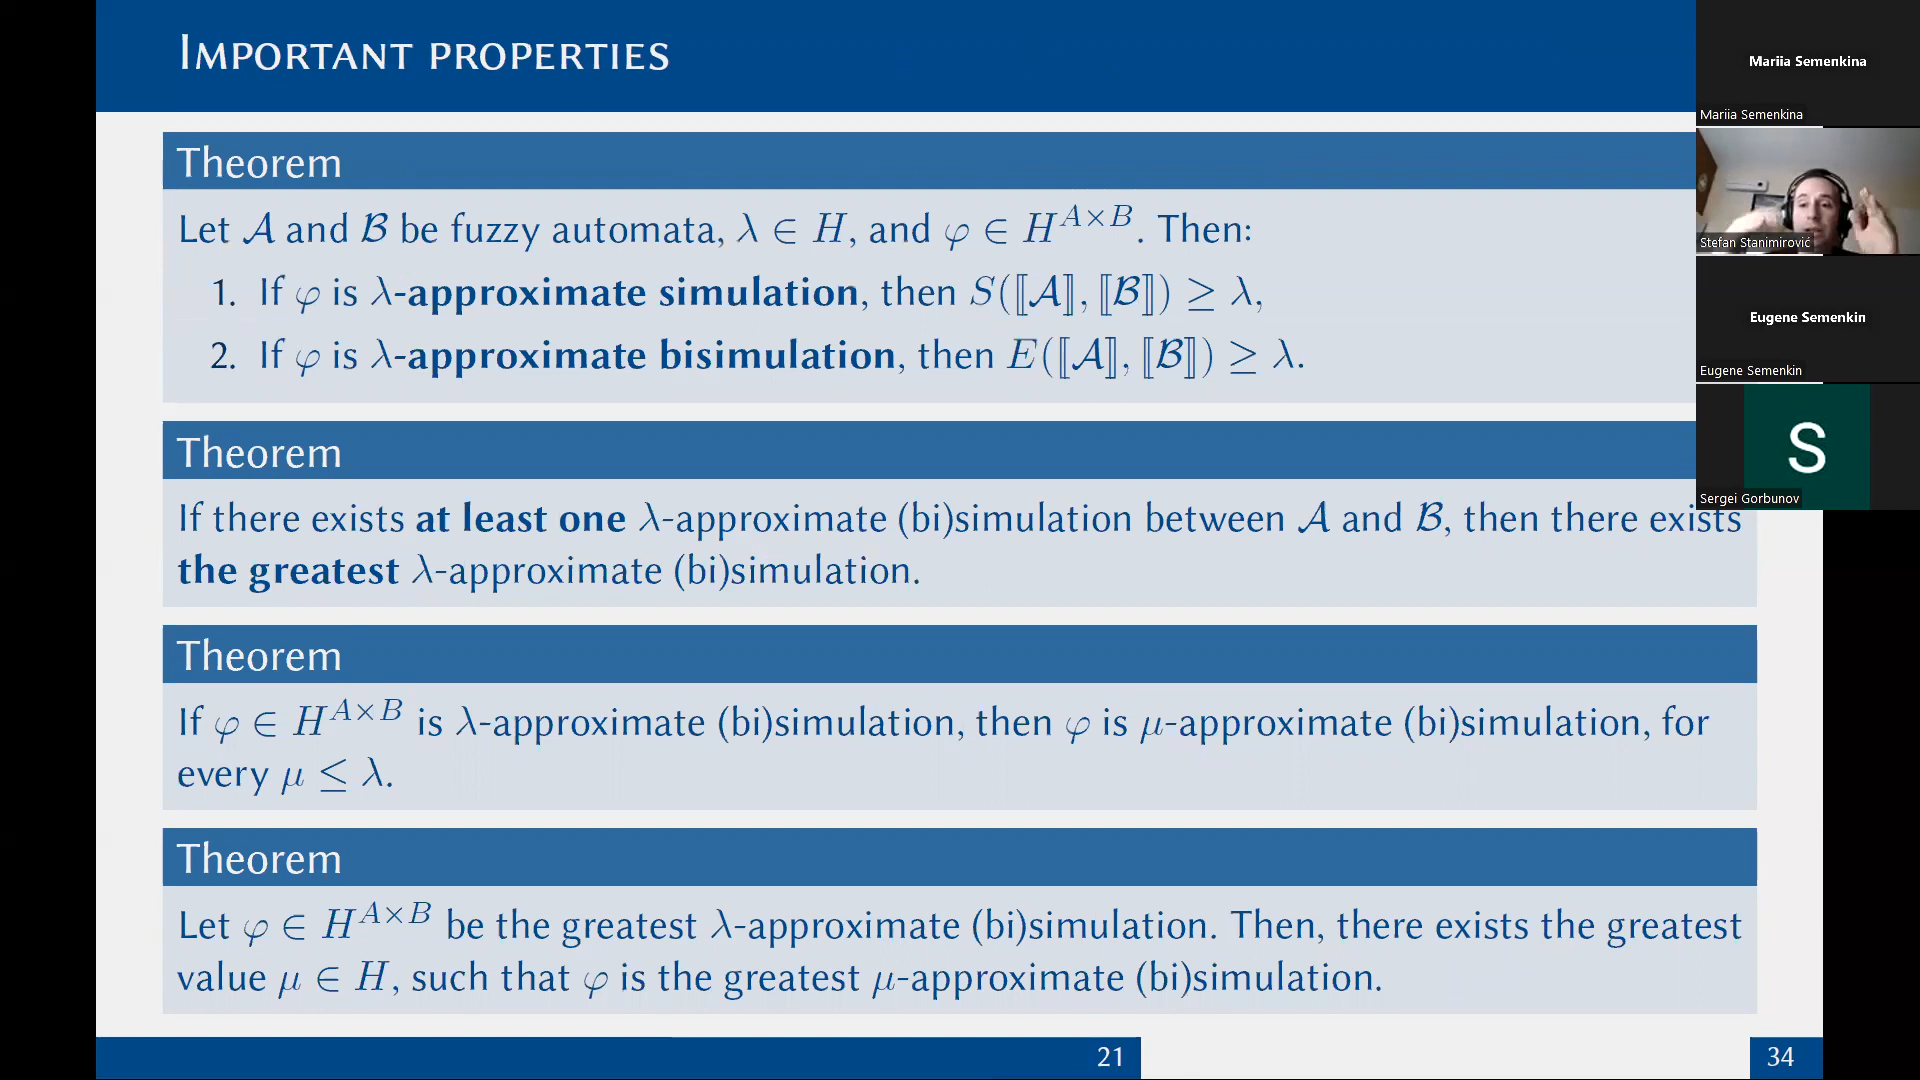 IMPORTANT PROPERTIES
Theorem
Let 𝒜 and ℬ be fuzzy automata, λ ∈ H, and φ ∈ H^{A×B}. Then:
1. If φ is λ-approximate simulation, then S(⟦𝒜⟧, ⟦ℬ⟧) ≥ λ,
2. If φ is λ-approximate bisimulation, then E(⟦𝒜⟧, ⟦ℬ⟧) ≥ λ.
Theorem
If there exists at least one λ-approximate (bi)simulation between 𝒜 and ℬ, then there exists
the greatest λ-approximate (bi)simulation.
Theorem
If φ ∈ H^{A×B} is λ-approximate (bi)simulation, then φ is μ-approximate (bi)simulation, for
every μ ≤ λ.
Theorem
Let φ ∈ H^{A×B} be the greatest λ-approximate (bi)simulation. Then, there exists the greatest
value μ ∈ H, such that φ is the greatest μ-approximate (bi)simulation.
21
34
Mariia Semenkina
Mariia Semenkina
Stefan Stanimirović
Eugene Semenkin
Eugene Semenkin
S
Sergei Gorbunov